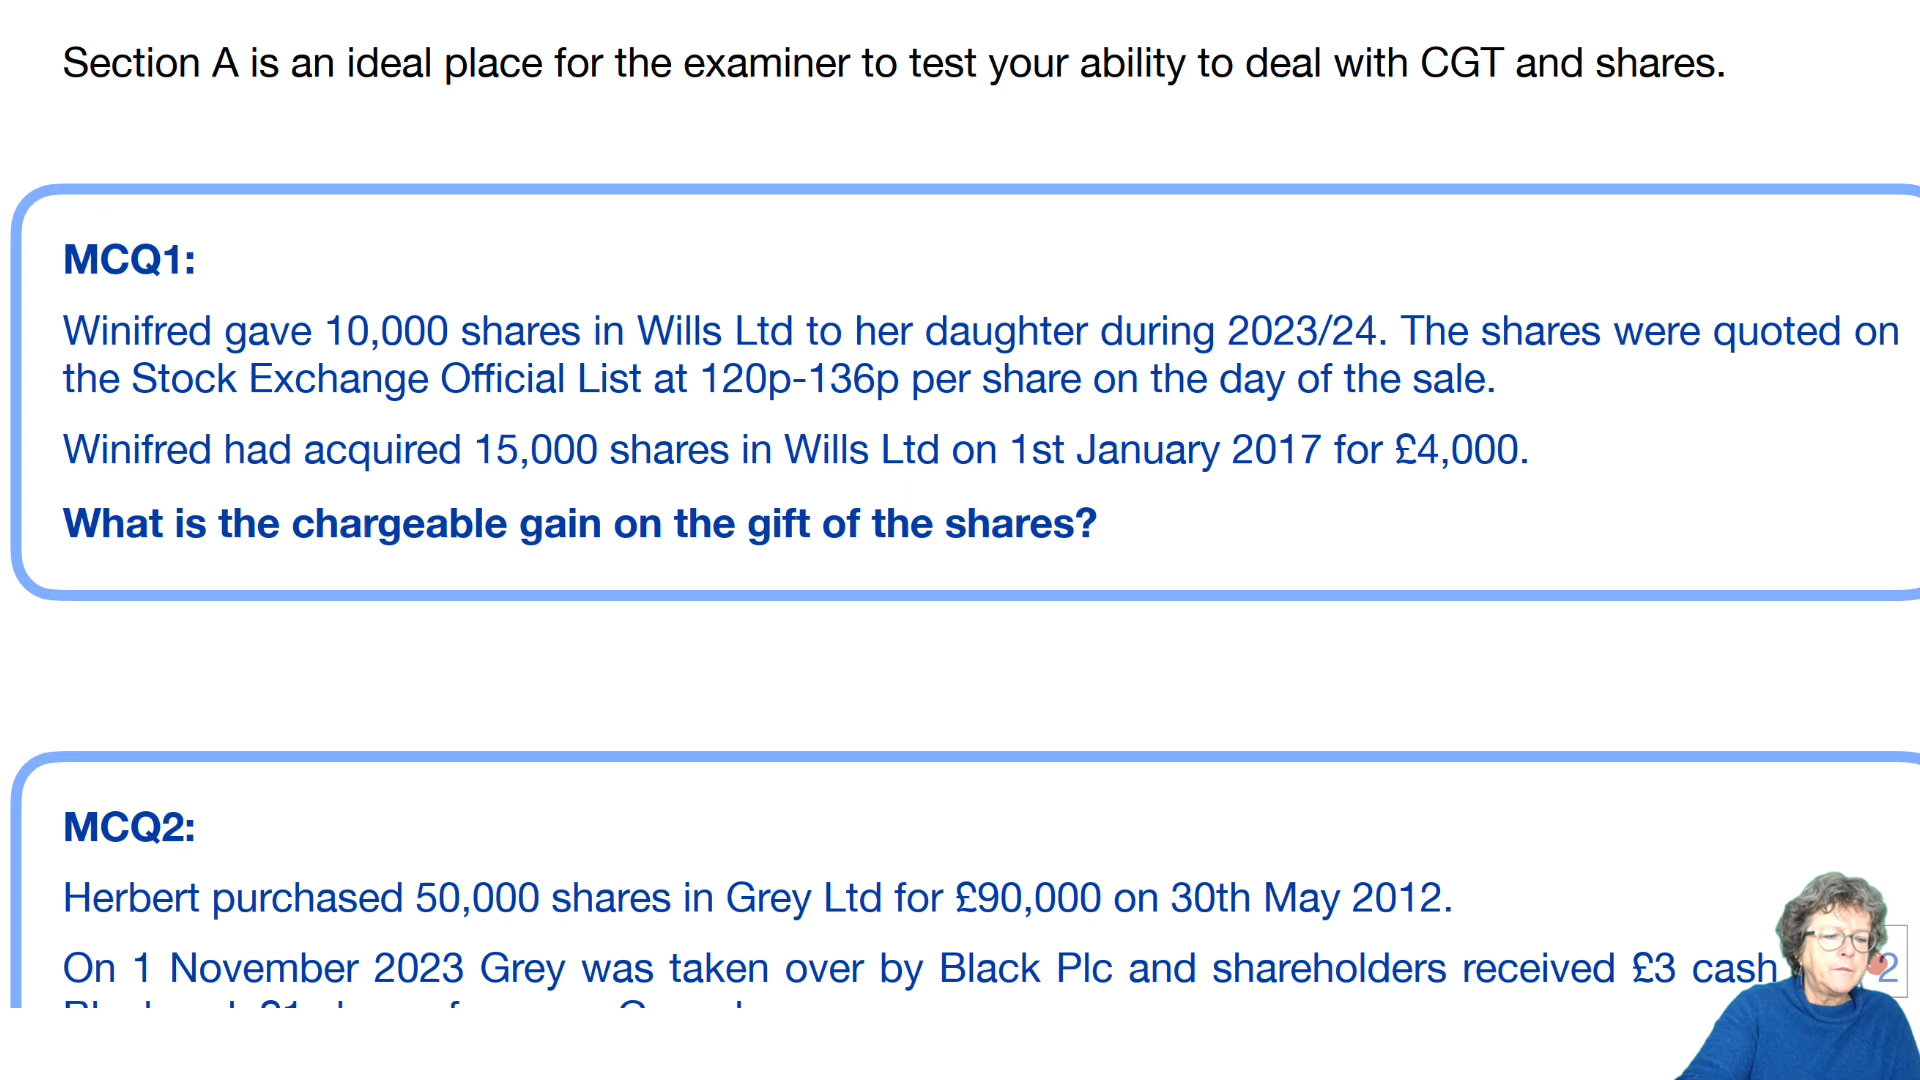 Section A is an ideal place for the examiner to test your ability to deal with CGT and shares.
MCQ1:
Winifred gave 10,000 shares in Wills Ltd to her daughter during 2023/24. The shares were quoted on
the Stock Exchange Official List at 120p-136p per share on the day of the sale.
Winifred had acquired 15,000 shares in Wills Ltd on 1st January 2017 for £4,000.
What is the chargeable gain on the gift of the shares?
MCQ2:
Herbert purchased 50,000 shares in Grey Ltd for £90,000 on 30th May 2012.
On 1 November 2023 Grey was taken over by Black Plc and shareholders received £3 cash
2